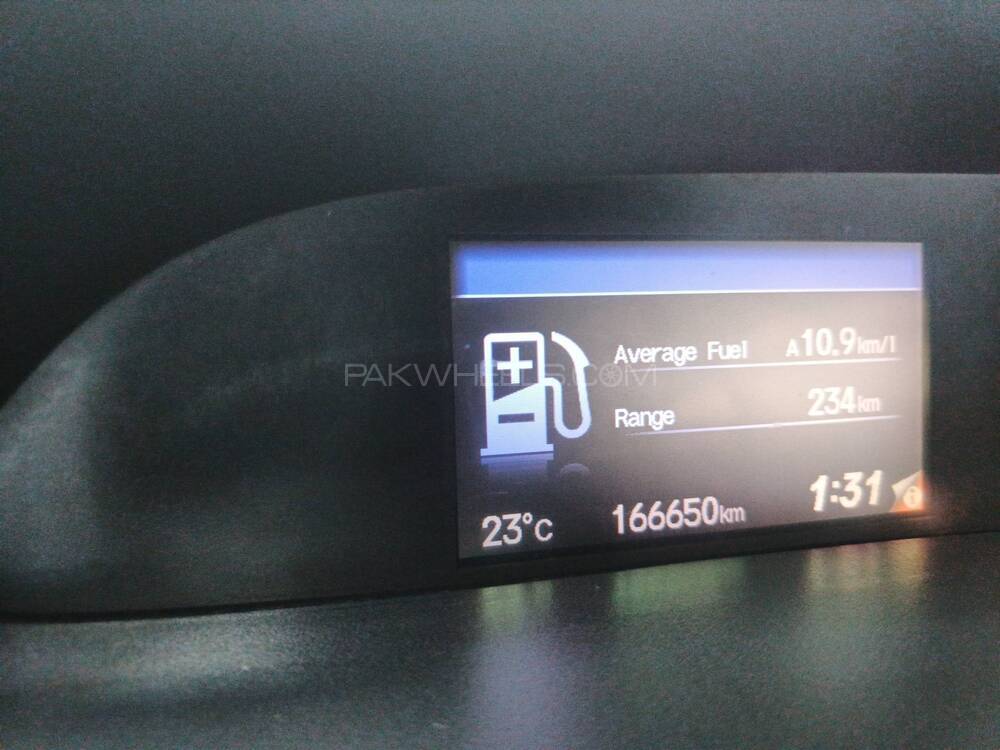 Average Fuel A10.9km/l
PAKWHEELS.COM
Range 234km
23°C 166650km 1:31